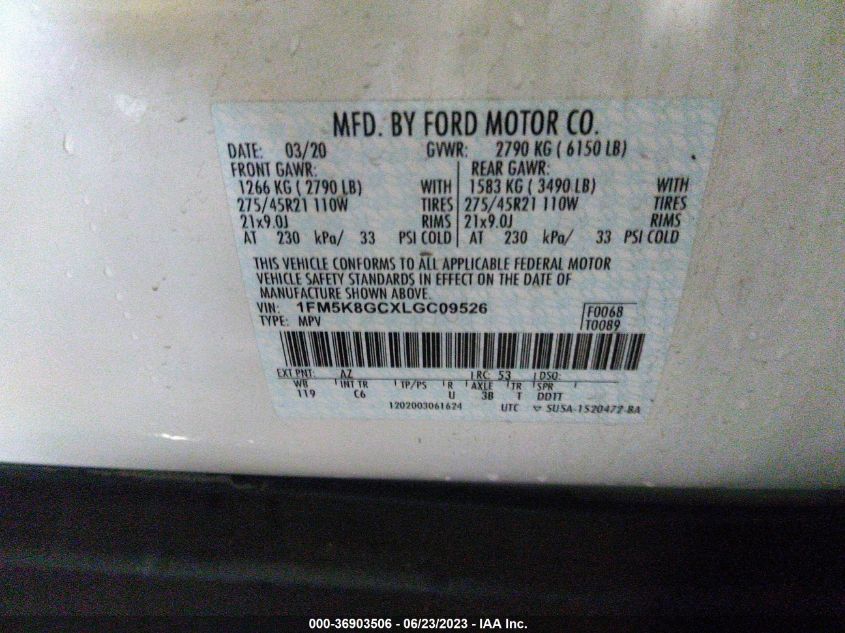 MFD. BY FORD MOTOR CO.
DATE: 03/20 GVWR: 2790 KG ( 6150 LB)
FRONT GAWR: REAR GAWR:
1266 KG ( 2790 LB) WITH 1583 KG ( 3490 LB) WITH
275/45R21 110W TIRES 275/45R21 110W TIRES
21x9.0J RIMS 21x9.0J RIMS
AT 230 kPa/ 33 PSI COLD AT 230 kPa/ 33 PSI COLD
THIS VEHICLE CONFORMS TO ALL APPLICABLE FEDERAL MOTOR
VEHICLE SAFETY STANDARDS IN EFFECT ON THE DATE OF
MANUFACTURE SHOWN ABOVE.
VIN: 1FM5K8GCXLGC09526 F0068
TYPE: MPV T0089
EXT PNT: AZ RC: 53 DSO:
WB INT TR TP/PS R AXLE TR SPR
119 C6 U 3B T DDTT
1202003061624 UTC ▽ SU5A-1520472-BA
000-36903506 - 06/23/2023 - IAA Inc.